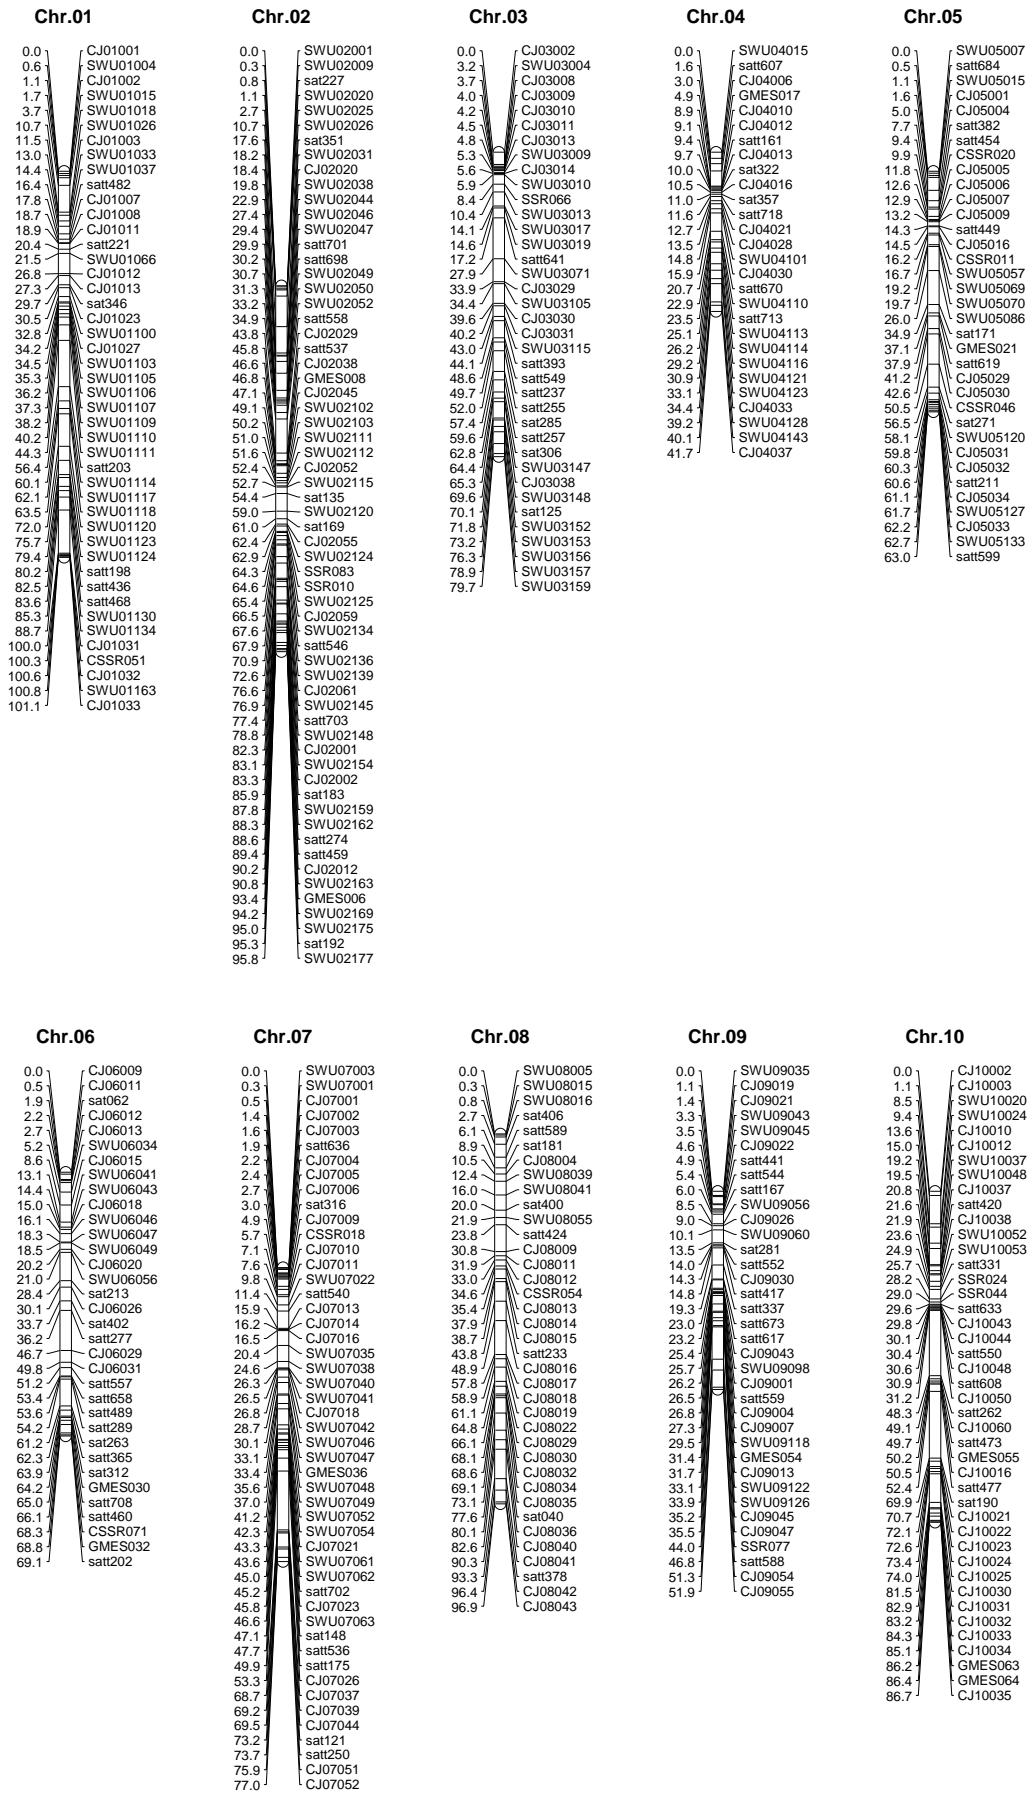 Chr.01
0.0 CJ01001
0.6 SWU01004
1.1 CJ01002
1.7 SWU01015
3.7 SWU01018
10.7 SWU01026
11.5 CJ01003
13.0 SWU01033
14.4 SWU01037
16.4 satt482
17.8 CJ01007
18.7 CJ01008
18.9 CJ01011
20.4 satt221
21.5 SWU01066
26.8 CJ01012
27.3 CJ01013
29.7 sat346
30.5 CJ01023
32.8 SWU01100
34.2 CJ01027
34.5 SWU01103
35.3 SWU01105
36.2 SWU01106
37.3 SWU01107
38.2 SWU01109
40.2 SWU01110
44.3 SWU01111
56.4 satt203
60.1 SWU01114
62.1 SWU01117
63.5 SWU01118
72.0 SWU01120
75.7 SWU01123
79.4 SWU01124
80.2 satt198
82.5 satt436
83.6 satt468
85.3 SWU01130
88.7 SWU01134
100.0 CJ01031
100.3 CSSR051
100.6 CJ01032
100.8 SWU01163
101.1 CJ01033
Chr.02
0.0 SWU02001
0.3 SWU02009
0.8 sat227
1.1 SWU02020
2.7 SWU02025
10.7 SWU02026
17.6 sat351
18.2 SWU02031
18.4 CJ02020
19.8 SWU02038
22.9 SWU02044
27.4 SWU02046
29.4 SWU02047
29.9 satt701
30.2 satt698
30.7 SWU02049
31.3 SWU02050
33.2 SWU02052
34.9 satt558
43.8 CJ02029
45.8 satt537
46.6 CJ02038
46.8 GMES008
47.1 CJ02045
49.1 SWU02102
50.2 SWU02103
51.0 SWU02111
51.6 SWU02112
52.4 CJ02052
52.7 SWU02115
54.4 sat135
59.0 SWU02120
61.0 sat169
62.4 CJ02055
62.9 SWU02124
64.3 SSR083
64.6 SSR010
65.4 SWU02125
66.5 CJ02059
67.6 SWU02134
67.9 satt546
70.9 SWU02136
72.6 SWU02139
76.6 CJ02061
76.9 SWU02145
77.4 satt703
78.8 SWU02148
82.3 CJ02001
83.1 SWU02154
83.3 CJ02002
85.9 sat183
87.8 SWU02159
88.3 SWU02162
88.6 satt274
89.4 satt459
90.2 CJ02012
90.8 SWU02163
93.4 GMES006
94.2 SWU02169
95.0 SWU02175
95.3 sat192
95.8 SWU02177
Chr.03
0.0 CJ03002
3.2 SWU03004
3.7 CJ03008
4.0 CJ03009
4.2 CJ03010
4.5 CJ03011
4.8 CJ03013
5.3 SWU03009
5.6 CJ03014
5.9 SWU03010
8.4 SSR066
10.4 SWU03013
14.1 SWU03017
14.6 SWU03019
17.2 satt641
27.9 SWU03071
33.9 CJ03029
34.4 SWU03105
39.6 CJ03030
40.2 CJ03031
43.0 SWU03115
44.1 satt393
48.6 satt549
49.7 satt237
52.0 satt255
57.4 sat285
59.6 satt257
62.8 sat306
64.4 SWU03147
65.3 CJ03038
69.6 SWU03148
70.1 sat125
71.8 SWU03152
73.2 SWU03153
76.3 SWU03156
78.9 SWU03157
79.7 SWU03159
Chr.04
0.0 SWU04015
1.6 satt607
3.0 CJ04006
4.9 GMES017
8.9 CJ04010
9.1 CJ04012
9.4 satt161
9.7 CJ04013
10.0 sat322
10.5 CJ04016
11.0 sat357
11.6 satt718
12.7 CJ04021
13.5 CJ04028
14.8 SWU04101
15.9 CJ04030
20.7 satt670
22.9 SWU04110
23.5 satt713
25.1 SWU04113
26.2 SWU04114
29.2 SWU04116
30.9 SWU04121
33.1 SWU04123
34.4 CJ04033
39.2 SWU04128
40.1 SWU04143
41.7 CJ04037
Chr.05
0.0 SWU05007
0.5 satt684
1.1 SWU05015
1.6 CJ05001
5.0 CJ05004
7.7 satt382
9.4 satt454
9.9 CSSR020
11.8 CJ05005
12.6 CJ05006
12.9 CJ05007
13.2 CJ05009
14.3 satt449
14.5 CJ05016
16.2 CSSR011
16.7 SWU05057
19.2 SWU05069
19.7 SWU05070
26.0 SWU05086
34.9 sat171
37.1 GMES021
37.9 satt619
41.2 CJ05029
42.6 CJ05030
50.5 CSSR046
56.5 sat271
58.1 SWU05120
59.8 CJ05031
60.3 CJ05032
60.6 satt211
61.1 CJ05034
61.7 SWU05127
62.2 CJ05033
62.7 SWU05133
63.0 satt599
Chr.06
0.0 CJ06009
0.5 CJ06011
1.9 sat062
2.2 CJ06012
2.7 CJ06013
5.2 SWU06034
8.6 CJ06015
13.1 SWU06041
14.4 SWU06043
15.0 CJ06018
16.1 SWU06046
18.3 SWU06047
18.5 SWU06049
20.2 CJ06020
21.0 SWU06056
28.4 sat213
30.1 CJ06026
33.7 sat402
36.2 satt277
46.7 CJ06029
49.8 CJ06031
51.2 satt557
53.4 satt658
53.6 satt489
54.2 satt289
61.2 sat263
62.3 satt365
63.9 sat312
64.2 GMES030
65.0 satt708
66.1 satt460
68.3 CSSR071
68.8 GMES032
69.1 satt202
Chr.07
0.0 SWU07003
0.3 SWU07001
0.5 CJ07001
1.4 CJ07002
1.6 CJ07003
1.9 satt636
2.2 CJ07004
2.4 CJ07005
2.7 CJ07006
3.0 sat316
4.9 CJ07009
5.7 CSSR018
7.1 CJ07010
7.6 CJ07011
9.8 SWU07022
11.4 satt540
15.9 CJ07013
16.2 CJ07014
16.5 CJ07016
20.4 SWU07035
24.6 SWU07038
26.3 SWU07040
26.5 SWU07041
26.8 CJ07018
28.7 SWU07042
30.1 SWU07046
33.1 SWU07047
33.4 GMES036
35.6 SWU07048
37.0 SWU07049
41.2 SWU07052
42.3 SWU07054
43.3 CJ07021
43.6 SWU07061
45.0 SWU07062
45.2 satt702
45.8 CJ07023
46.6 SWU07063
47.1 sat148
47.7 satt536
49.9 satt175
53.3 CJ07026
68.7 CJ07037
69.2 CJ07039
69.5 CJ07044
73.2 sat121
73.7 satt250
75.9 CJ07051
77.0 CJ07052
Chr.08
0.0 SWU08005
0.3 SWU08015
0.8 SWU08016
2.7 sat406
6.1 satt589
8.9 sat181
10.5 CJ08004
12.4 SWU08039
16.0 SWU08041
20.0 sat400
21.9 SWU08055
23.8 satt424
30.8 CJ08009
31.9 CJ08011
33.0 CJ08012
34.6 CSSR054
35.4 CJ08013
37.9 CJ08014
38.7 CJ08015
43.8 satt233
48.9 CJ08016
57.8 CJ08017
58.9 CJ08018
61.1 CJ08019
64.8 CJ08022
66.1 CJ08029
68.1 CJ08030
68.6 CJ08032
69.1 CJ08034
73.1 CJ08035
77.6 sat040
80.1 CJ08036
82.6 CJ08040
90.3 CJ08041
93.3 satt378
96.4 CJ08042
96.9 CJ08043
Chr.09
0.0 SWU09035
1.1 CJ09019
1.4 CJ09021
3.3 SWU09043
3.5 SWU09045
4.6 CJ09022
4.9 satt441
5.4 satt544
6.0 satt167
8.5 SWU09056
9.0 CJ09026
10.1 SWU09060
13.5 sat281
14.0 satt552
14.3 CJ09030
14.8 satt417
19.3 satt337
23.0 satt673
23.2 satt617
25.4 CJ09043
25.7 SWU09098
26.2 CJ09001
26.5 satt559
26.8 CJ09004
27.3 CJ09007
29.5 SWU09118
31.4 GMES054
31.7 CJ09013
33.1 SWU09122
33.9 SWU09126
35.2 CJ09045
35.5 CJ09047
44.0 SSR077
46.8 satt588
51.3 CJ09054
51.9 CJ09055
Chr.10
0.0 CJ10002
1.1 CJ10003
8.5 SWU10020
9.4 SWU10024
13.6 CJ10010
15.0 CJ10012
19.2 SWU10037
19.5 SWU10048
20.8 CJ10037
21.6 satt420
21.9 CJ10038
23.6 SWU10052
24.9 SWU10053
25.7 satt331
28.2 SSR024
29.0 SSR044
29.6 satt633
29.8 CJ10043
30.1 CJ10044
30.4 satt550
30.6 CJ10048
30.9 satt608
31.2 CJ10050
48.3 satt262
49.1 CJ10060
49.7 satt473
50.2 GMES055
50.5 CJ10016
52.4 satt477
69.9 sat190
70.7 CJ10021
72.1 CJ10022
72.6 CJ10023
73.4 CJ10024
74.0 CJ10025
81.5 CJ10030
82.9 CJ10031
83.2 CJ10032
84.3 CJ10033
85.1 CJ10034
86.2 GMES063
86.4 GMES064
86.7 CJ10035